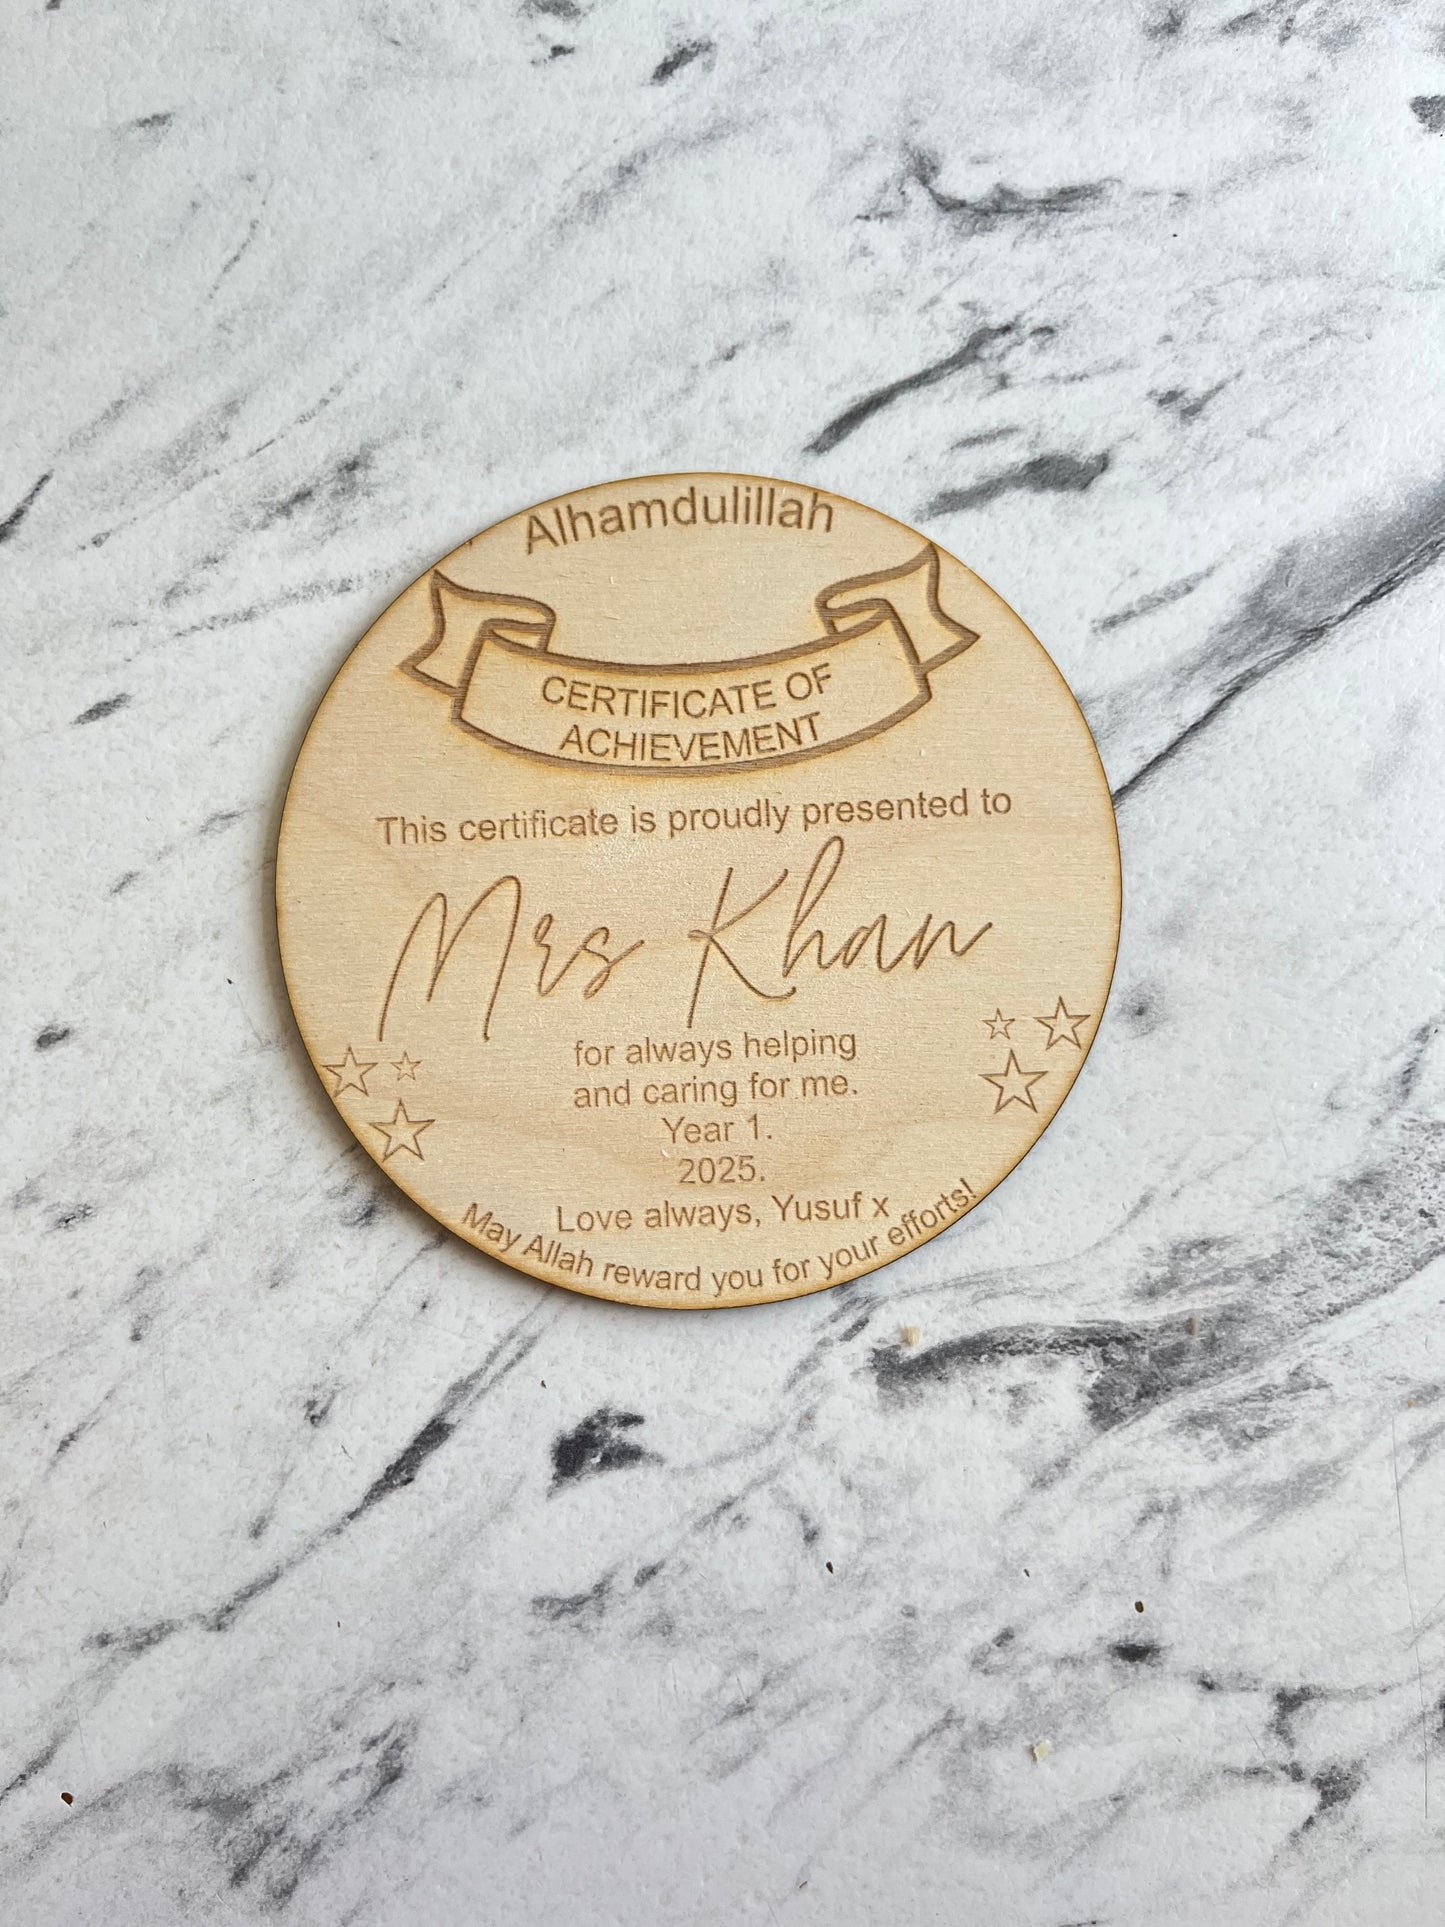 Alhamdulillah
CERTIFICATE OF
ACHIEVEMENT
This certificate is proudly presented to
Mrs Khan
for always helping
and caring for me.
Year 1.
2025.
Love always, Yusuf x
May Allah reward you for your efforts!